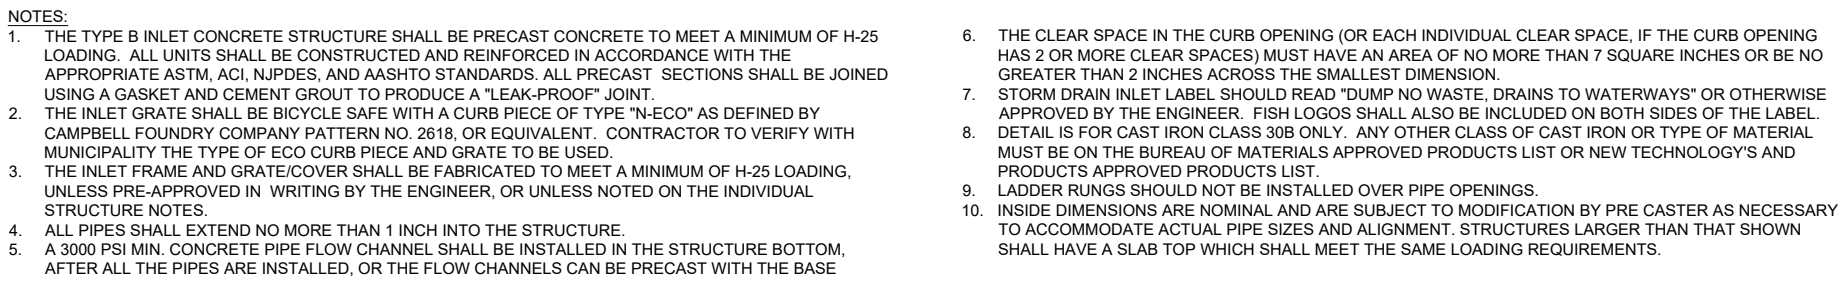 NOTES:
1. THE TYPE B INLET CONCRETE STRUCTURE SHALL BE PRECAST CONCRETE TO MEET A MINIMUM OF H-25
LOADING. ALL UNITS SHALL BE CONSTRUCTED AND REINFORCED IN ACCORDANCE WITH THE
APPROPRIATE ASTM, ACI, NJPDES, AND AASHTO STANDARDS. ALL PRECAST SECTIONS SHALL BE JOINED
USING A GASKET AND CEMENT GROUT TO PRODUCE A "LEAK-PROOF" JOINT.
2. THE INLET GRATE SHALL BE BICYCLE SAFE WITH A CURB PIECE OF TYPE "N-ECO" AS DEFINED BY
CAMPBELL FOUNDRY COMPANY PATTERN NO. 2618, OR EQUIVALENT. CONTRACTOR TO VERIFY WITH
MUNICIPALITY THE TYPE OF ECO CURB PIECE AND GRATE TO BE USED.
3. THE INLET FRAME AND GRATE/COVER SHALL BE FABRICATED TO MEET A MINIMUM OF H-25 LOADING,
UNLESS PRE-APPROVED IN WRITING BY THE ENGINEER, OR UNLESS NOTED ON THE INDIVIDUAL
STRUCTURE NOTES.
4. ALL PIPES SHALL EXTEND NO MORE THAN 1 INCH INTO THE STRUCTURE.
5. A 3000 PSI MIN. CONCRETE PIPE FLOW CHANNEL SHALL BE INSTALLED IN THE STRUCTURE BOTTOM,
AFTER ALL THE PIPES ARE INSTALLED, OR THE FLOW CHANNELS CAN BE PRECAST WITH THE BASE
6. THE CLEAR SPACE IN THE CURB OPENING (OR EACH INDIVIDUAL CLEAR SPACE, IF THE CURB OPENING
HAS 2 OR MORE CLEAR SPACES) MUST HAVE AN AREA OF NO MORE THAN 7 SQUARE INCHES OR BE NO
GREATER THAN 2 INCHES ACROSS THE SMALLEST DIMENSION.
7. STORM DRAIN INLET LABEL SHOULD READ "DUMP NO WASTE, DRAINS TO WATERWAYS" OR OTHERWISE
APPROVED BY THE ENGINEER. FISH LOGOS SHALL ALSO BE INCLUDED ON BOTH SIDES OF THE LABEL.
8. DETAIL IS FOR CAST IRON CLASS 30B ONLY. ANY OTHER CLASS OF CAST IRON OR TYPE OF MATERIAL
MUST BE ON THE BUREAU OF MATERIALS APPROVED PRODUCTS LIST OR NEW TECHNOLOGY'S AND
PRODUCTS APPROVED PRODUCTS LIST.
9. LADDER RUNGS SHOULD NOT BE INSTALLED OVER PIPE OPENINGS.
10. INSIDE DIMENSIONS ARE NOMINAL AND ARE SUBJECT TO MODIFICATION BY PRE CASTER AS NECESSARY
TO ACCOMMODATE ACTUAL PIPE SIZES AND ALIGNMENT. STRUCTURES LARGER THAN THAT SHOWN
SHALL HAVE A SLAB TOP WHICH SHALL MEET THE SAME LOADING REQUIREMENTS.